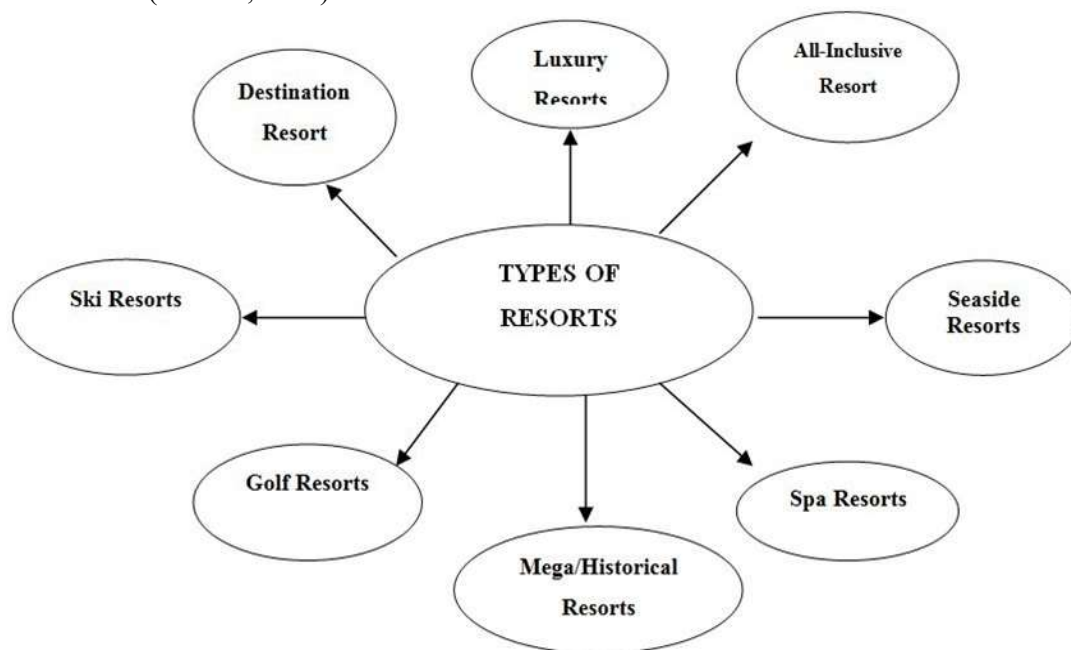 Luxury
Resorts
All-Inclusive
Resort
Destination
Resort
TYPES OF
RESORTS
Ski Resorts
Seaside
Resorts
Golf Resorts
Spa Resorts
Mega/Historical
Resorts